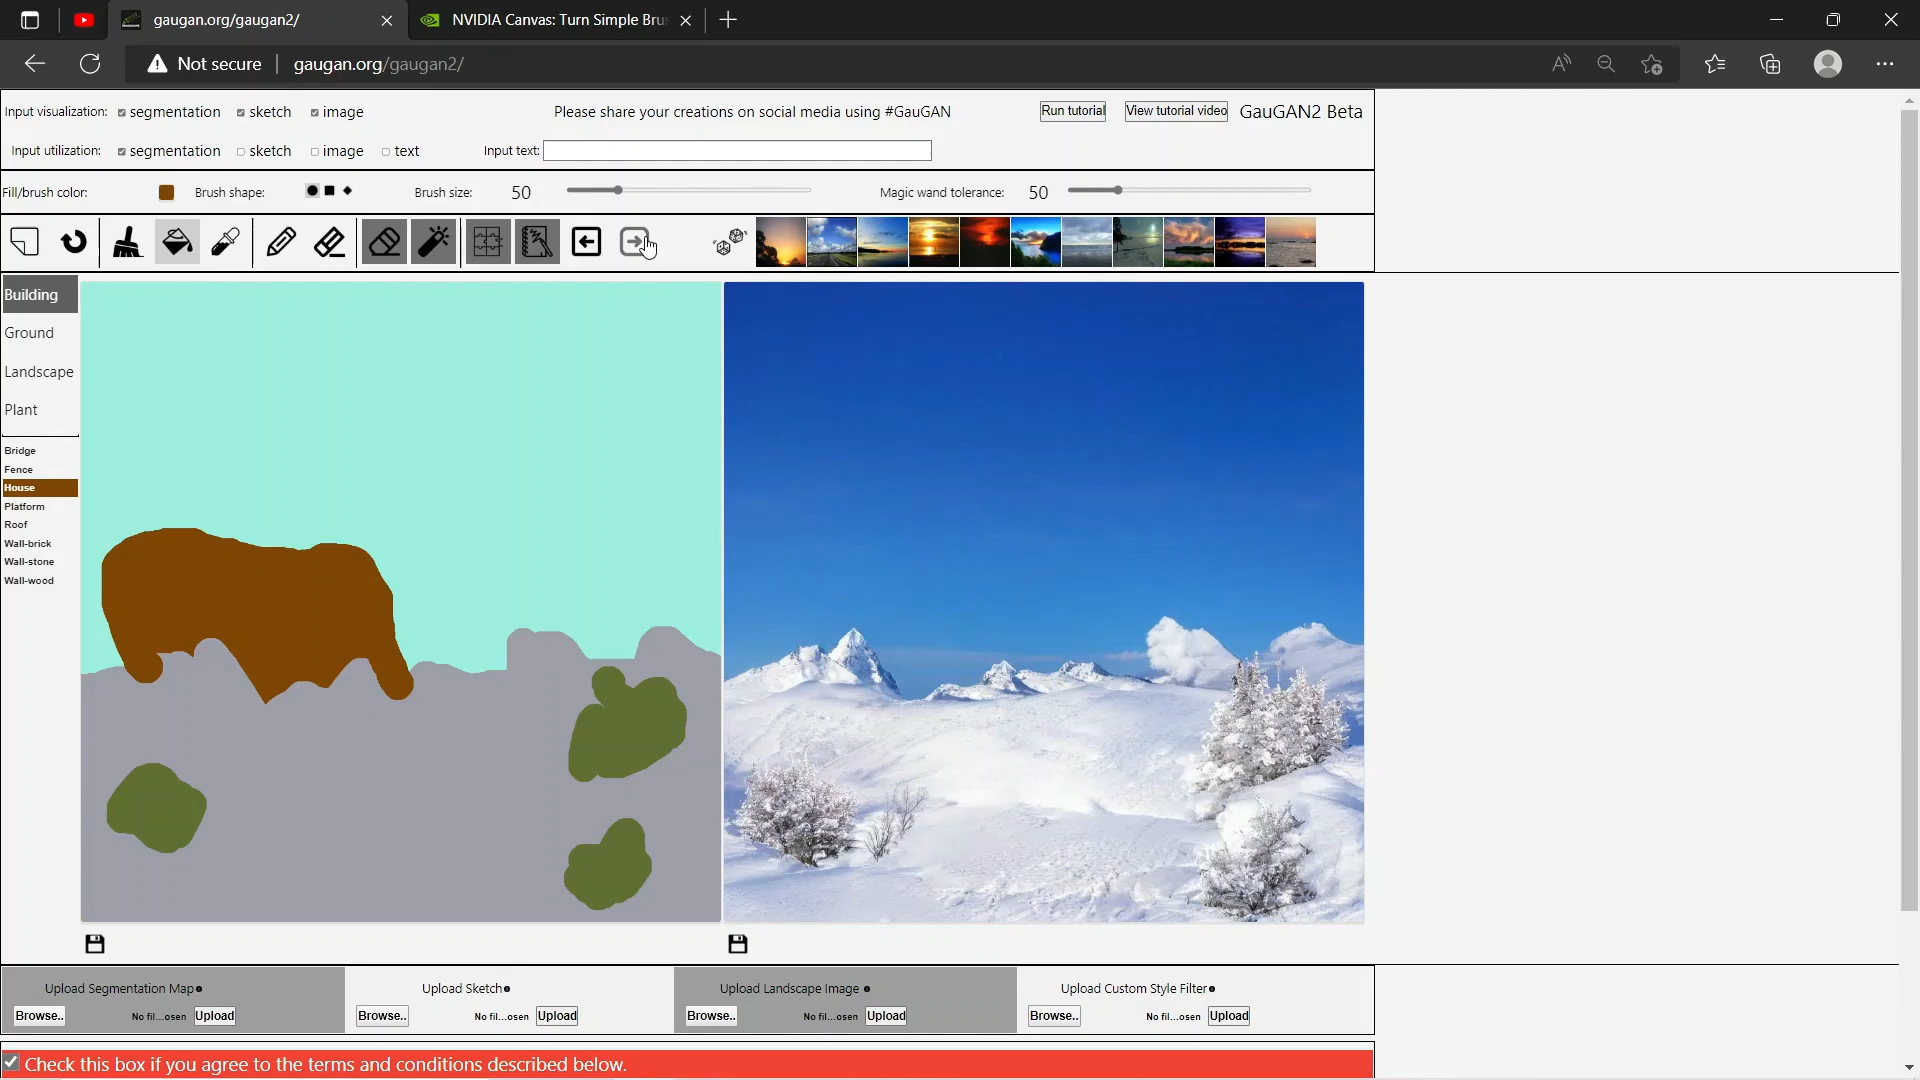 gaugan.org/gaugan2/
NVIDIA Canvas: Turn Simple Bru
Not secure
gaugan.org/gaugan2/
Input visualization: segmentation sketch image
Please share your creations on social media using #GauGAN
Run tutorial
View tutorial video
GauGAN2 Beta
Input utilization: segmentation sketch image text
Input text:
Fill/brush color:
Brush shape:
Brush size: 50
Magic wand tolerance: 50
Building
Ground
Landscape
Plant
Bridge
Fence
House
Platform
Roof
Wall-brick
Wall-stone
Wall-wood
Upload Segmentation Map
Upload Sketch
Upload Landscape Image
Upload Custom Style Filter
Browse.. No fil...osen Upload
Browse.. No fil...osen Upload
Browse.. No fil...osen Upload
Browse.. No fil...osen Upload
Check this box if you agree to the terms and conditions described below.